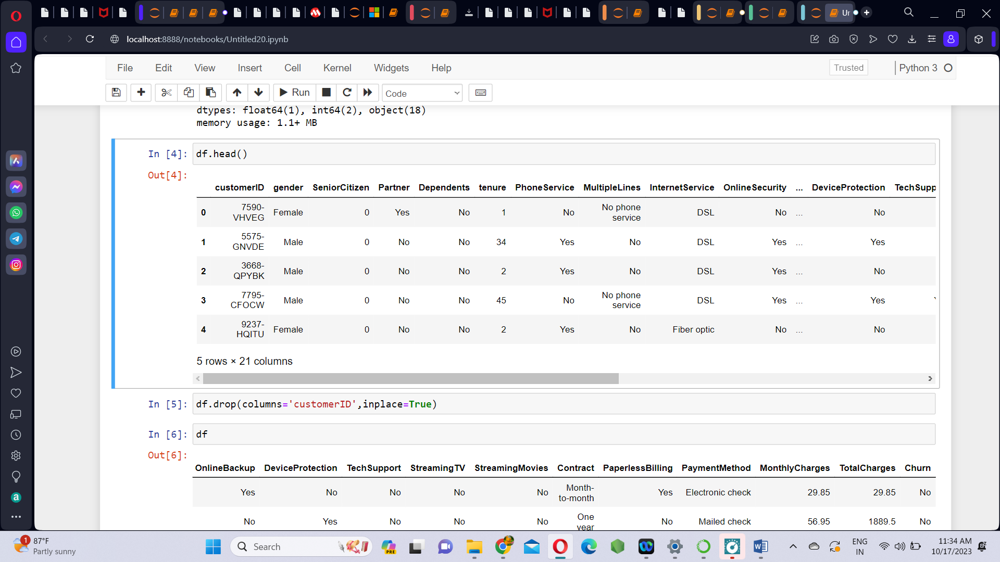 Ur
localhost:8888/notebooks/Untitled20.ipynb
File Edit View Insert Cell Kernel Widgets Help Trusted Python 3
Run Code
dtypes: float64(1), int64(2), object(18)
memory usage: 1.1+ MB
In [4]: df.head()
Out[4]:
customerID gender SeniorCitizen Partner Dependents tenure PhoneService MultipleLines InternetService OnlineSecurity ... DeviceProtection TechSupp
0 7590-VHVEG Female 0 Yes No 1 No No phone service DSL No ... No
1 5575-GNVDE Male 0 No No 34 Yes No DSL Yes ... Yes
2 3668-QPYBK Male 0 No No 2 Yes No DSL Yes ... No
3 7795-CFOCW Male 0 No No 45 No No phone service DSL Yes ... Yes
4 9237-HQITU Female 0 No No 2 Yes No Fiber optic No ... No
5 rows × 21 columns
In [5]: df.drop(columns='customerID',inplace=True)
In [6]: df
Out[6]:
OnlineBackup DeviceProtection TechSupport StreamingTV StreamingMovies Contract PaperlessBilling PaymentMethod MonthlyCharges TotalCharges Churn
Yes No No No No Month-to-month Yes Electronic check 29.85 29.85 No
No Yes No No No One year No Mailed check 56.95 1889.5 No
1 87°F
Partly sunny
Search
PRE
ENG
IN
11:34 AM
10/17/2023